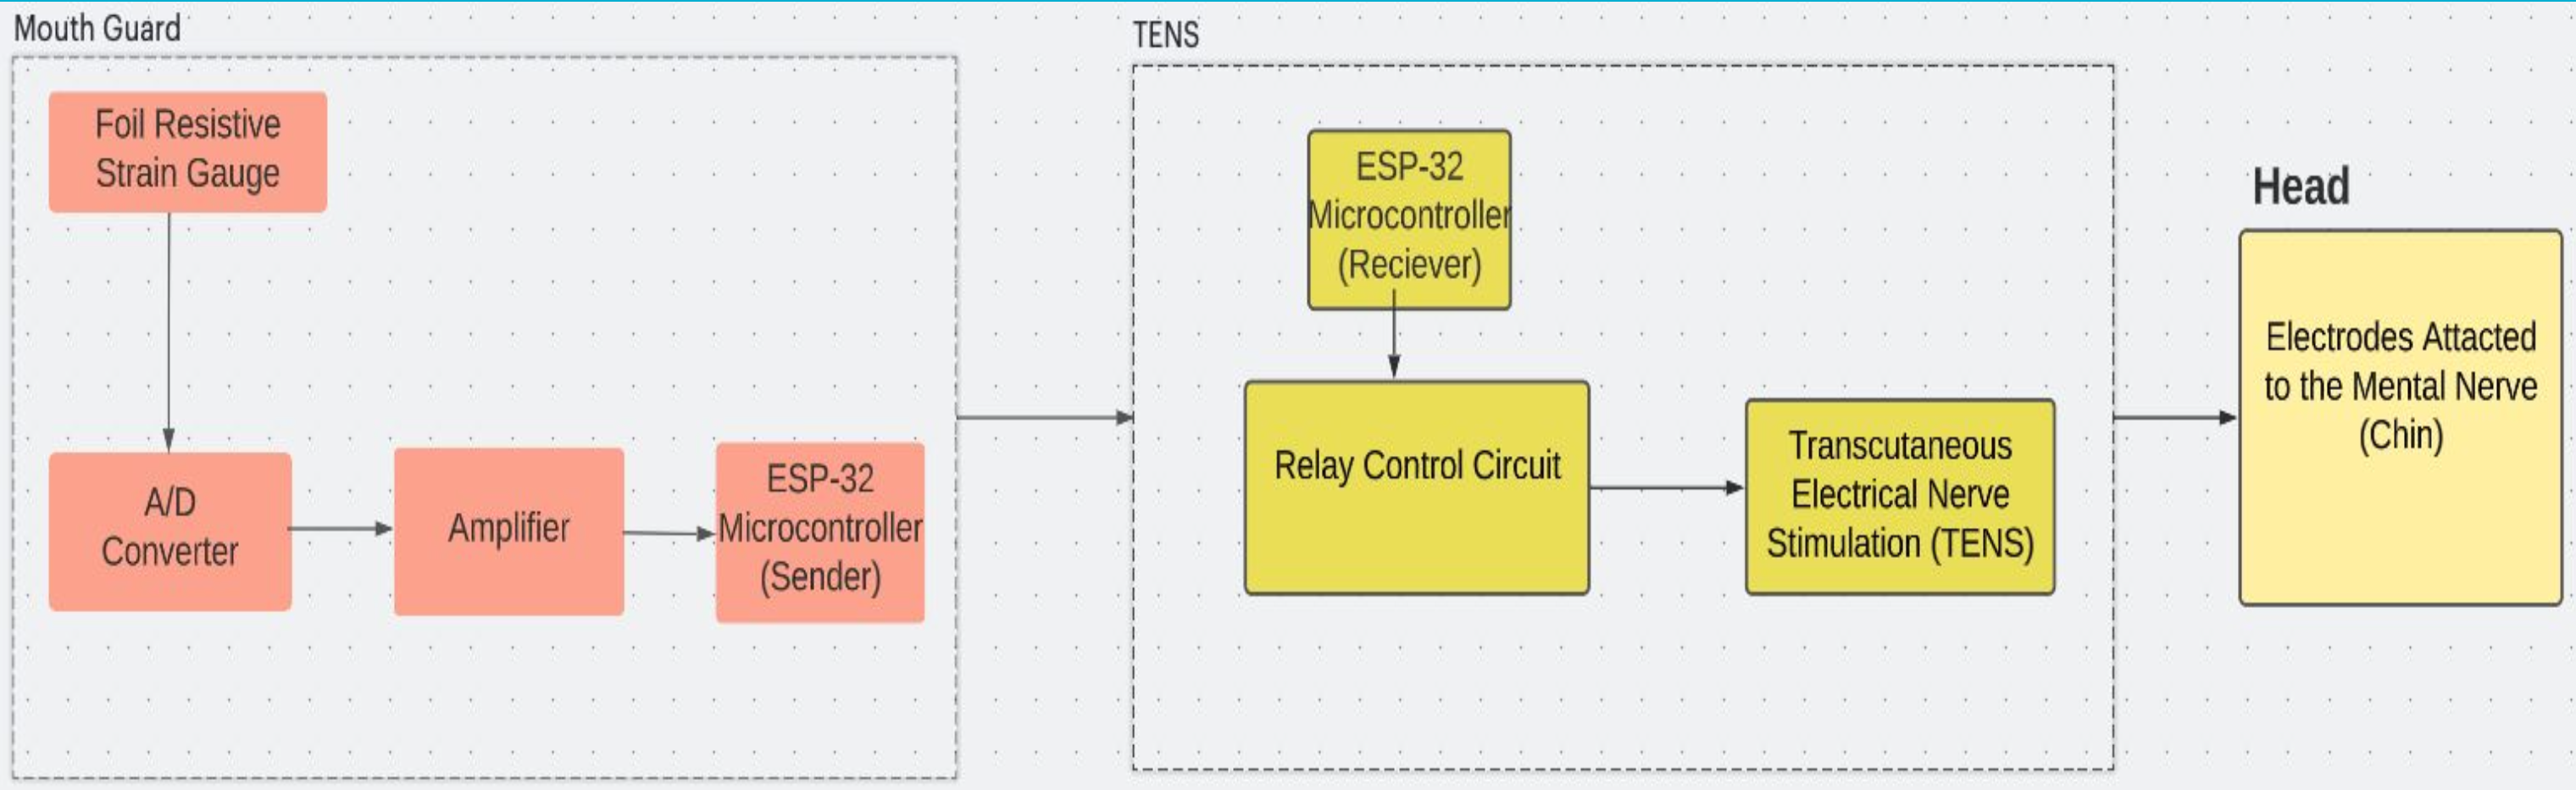 Mouth Guard
Foil Resistive
Strain Gauge
A/D
Converter
Amplifier
ESP-32
Microcontroller
(Sender)
TENS
ESP-32
Microcontroller
(Reciever)
Relay Control Circuit
Transcutaneous
Electrical Nerve
Stimulation (TENS)
Head
Electrodes Attacted
to the Mental Nerve
(Chin)